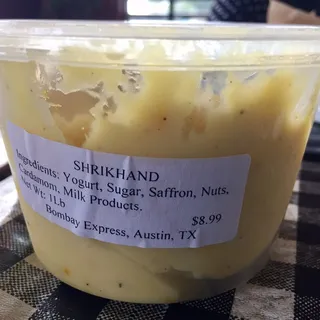 SHRIKHAND
Ingredients: Yogurt, Sugar, Saffron, Nuts,
Cardamom, Milk Products.
Net Wt: 1Lb
$8.99
Bombay Express, Austin, TX